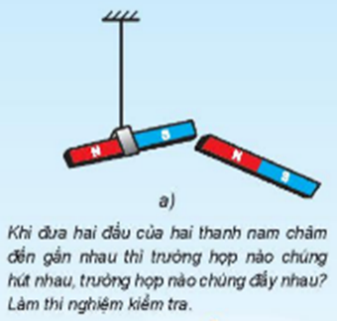 N S
N S
a)
Khi đưa hai đầu của hai thanh nam châm
đến gần nhau thì trường hợp nào chúng
hút nhau, trường hợp nào chúng đẩy nhau?
Làm thí nghiệm kiểm tra.